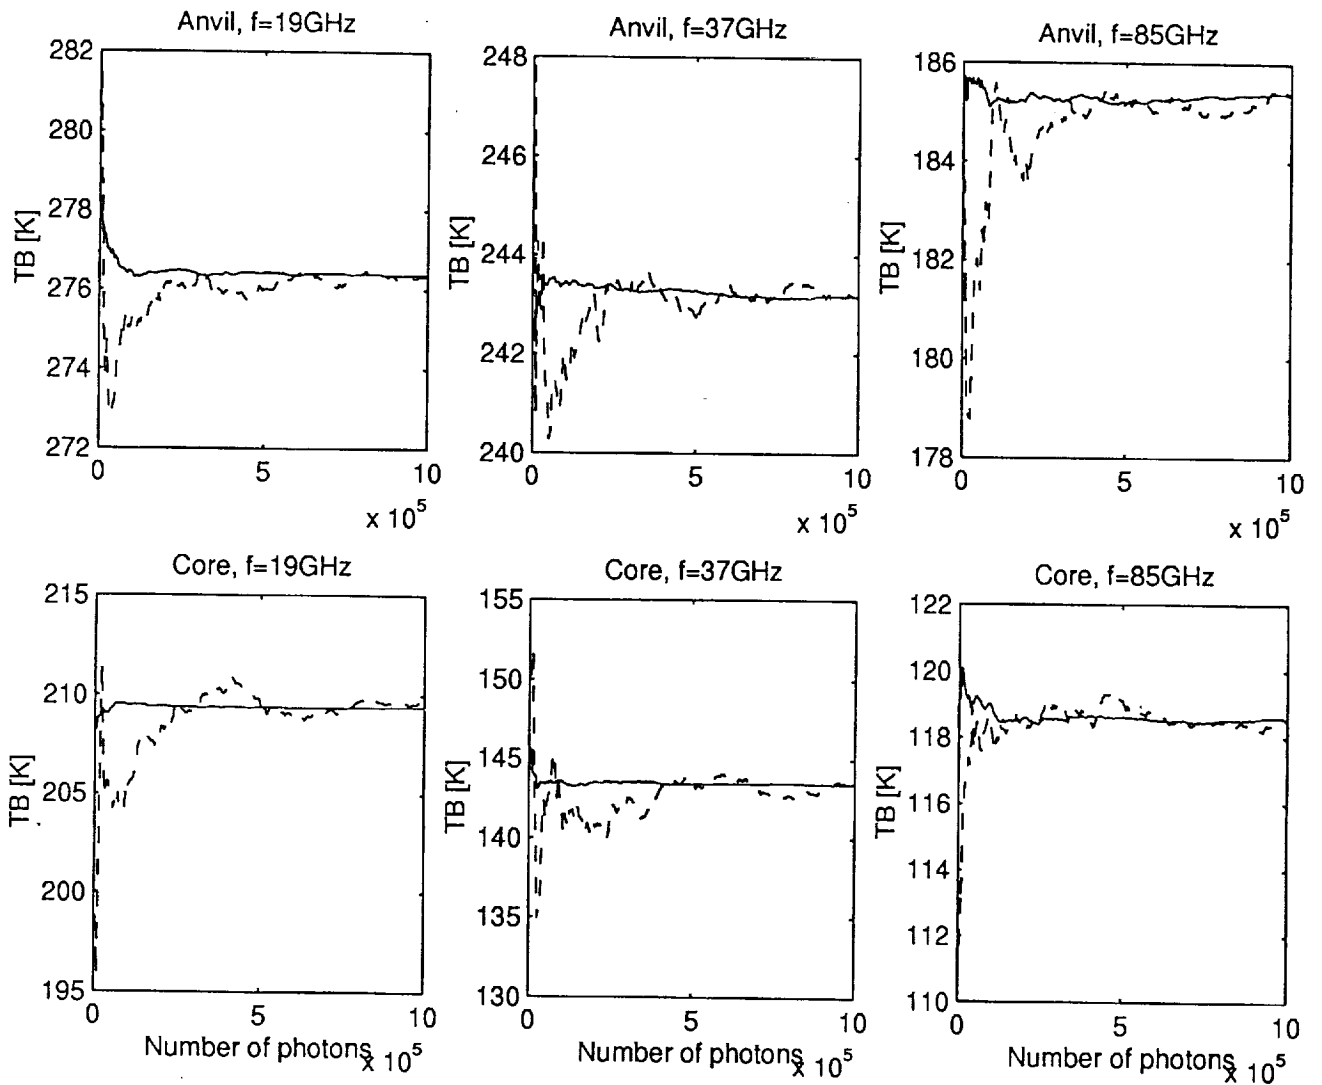 Anvil, f=19GHz
Anvil, f=37GHz
Anvil, f=85GHz
282
280
278
276
274
272
TB [K]
0 5 10
x 10^5
248
246
244
242
240
TB [K]
0 5 10
x 10^5
186
184
182
180
178
TB [K]
0 5 10
x 10^5
Core, f=19GHz
Core, f=37GHz
Core, f=85GHz
215
210
205
200
195
TB [K]
0 5 10
Number of photons x 10^5
155
150
145
140
135
130
TB [K]
0 5 10
Number of photons x 10^5
122
120
118
116
114
112
110
TB [K]
0 5 10
Number of photons x 10^5